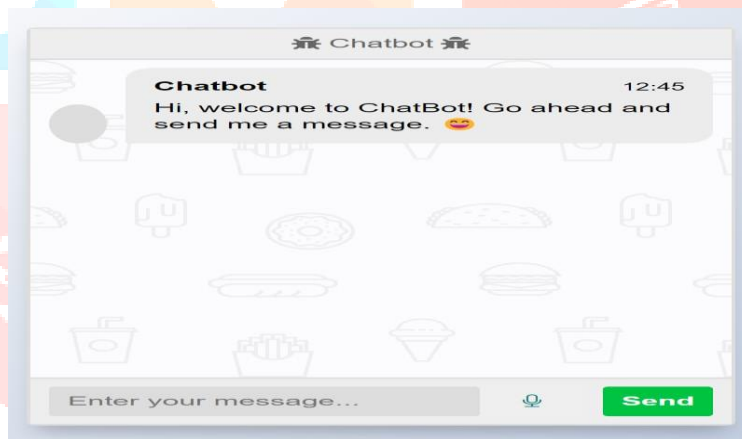 Chatbot
Chatbot 12:45
Hi, welcome to ChatBot! Go ahead and
send me a message. 😄
Enter your message... Send